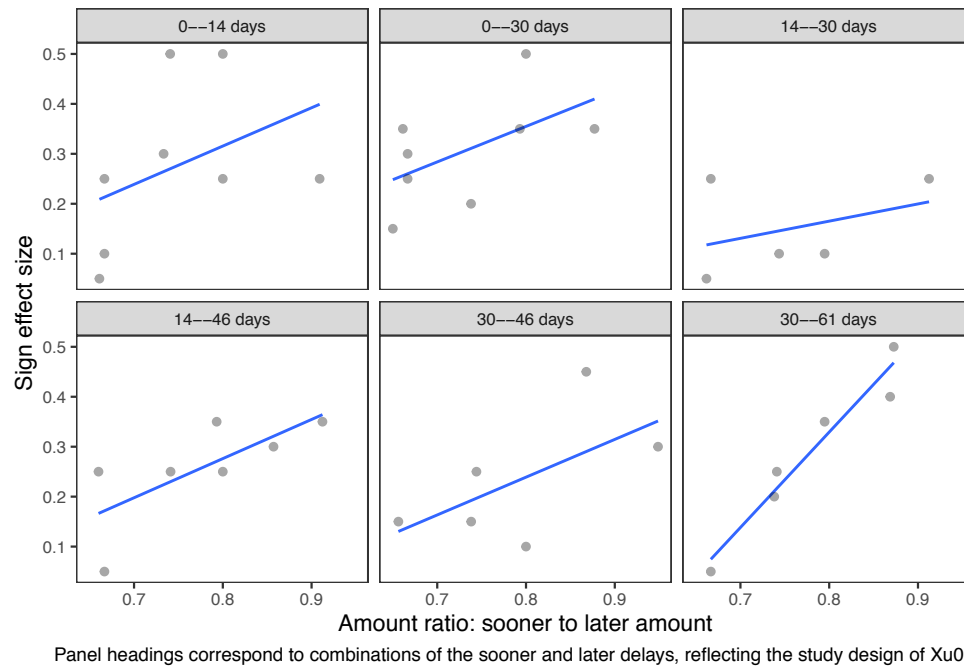 0−−14 days
0−−30 days
14−−30 days
0.5
0.4
0.3
0.2
0.1
Sign effect size
14−−46 days
30−−46 days
30−−61 days
0.5
0.4
0.3
0.2
0.1
0.7 0.8 0.9
0.7 0.8 0.9
0.7 0.8 0.9
Amount ratio: sooner to later amount
Panel headings correspond to combinations of the sooner and later delays, reflecting the study design of Xu0